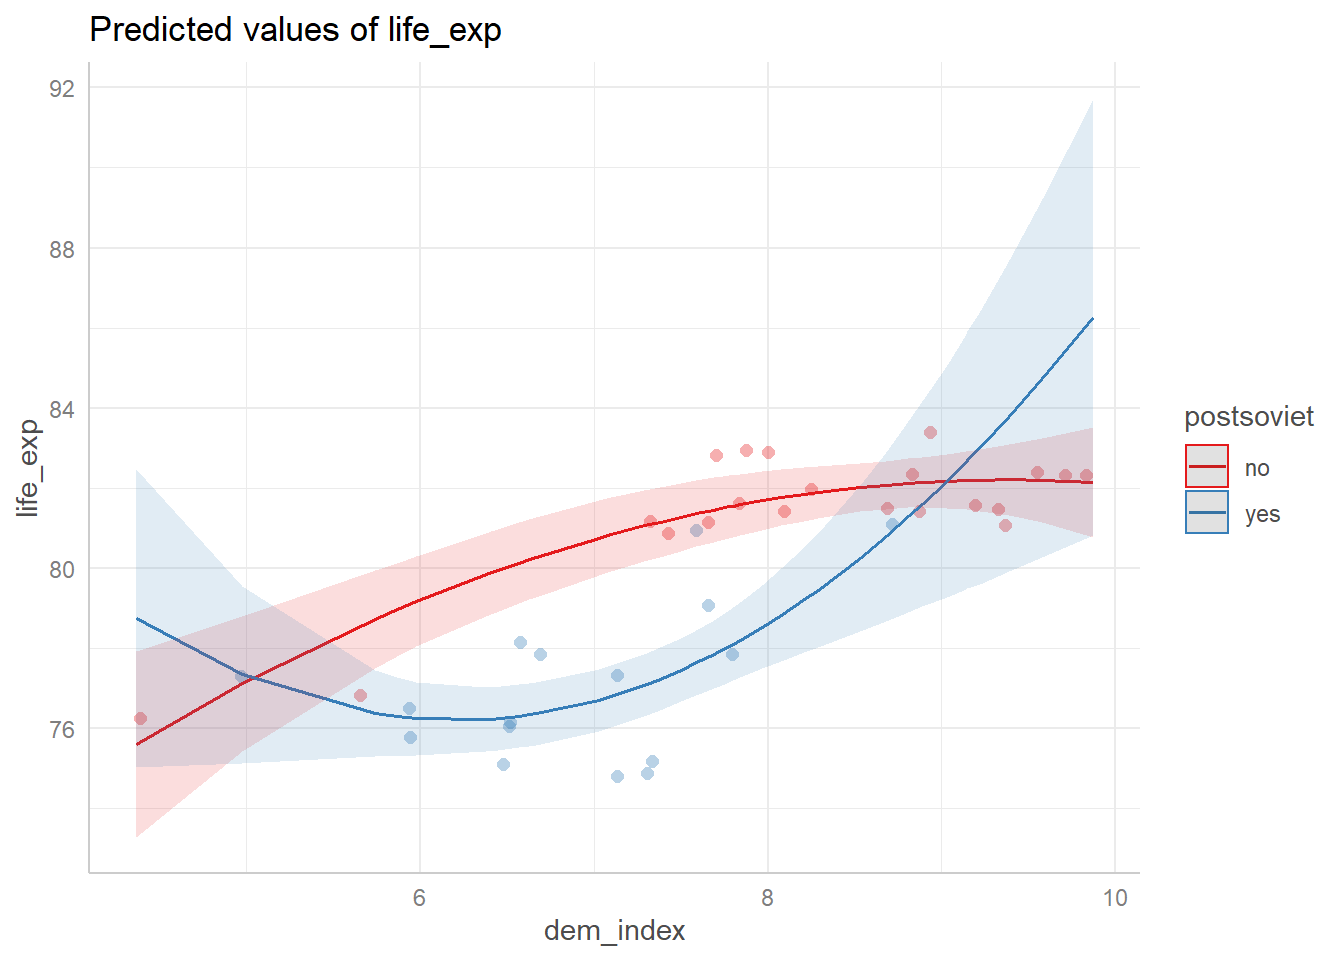 Predicted values of life_exp
92
88
84
80
76
life_exp
6
8
10
dem_index
postsoviet
no
yes